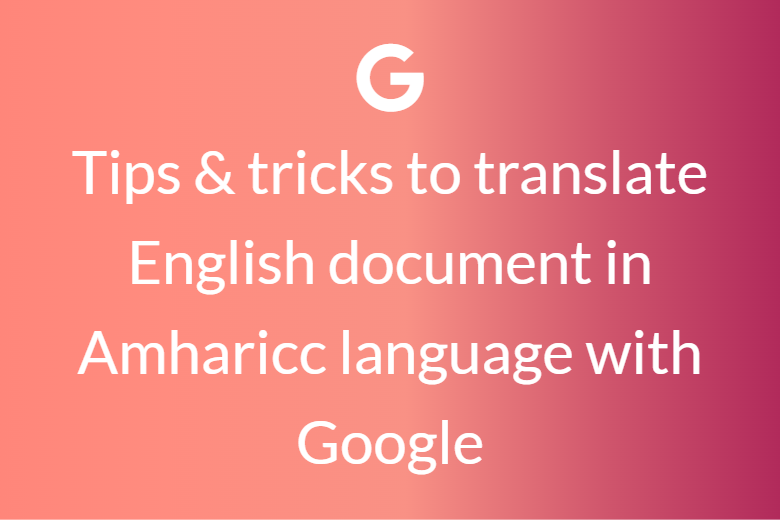 G
Tips & tricks to translate
English document in
Amharicc language with
Google